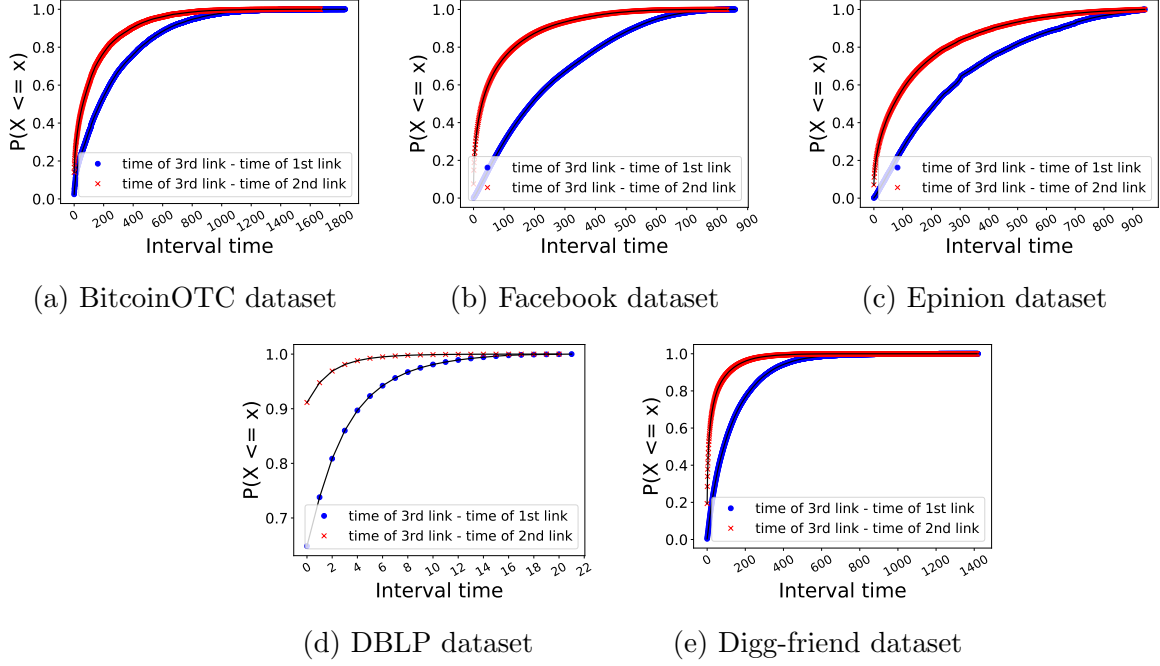 P(X <= x)
1.0
0.8
0.6
0.4
0.2
0.0
time of 3rd link - time of 1st link
time of 3rd link - time of 2nd link
0 200 400 600 800 1000 1200 1400 1600 1800
Interval time
(a) BitcoinOTC dataset
P(X <= x)
1.0
0.8
0.6
0.4
0.2
0.0
time of 3rd link - time of 1st link
time of 3rd link - time of 2nd link
0 100 200 300 400 500 600 700 800 900
Interval time
(b) Facebook dataset
P(X <= x)
1.0
0.8
0.6
0.4
0.2
0.0
time of 3rd link - time of 1st link
time of 3rd link - time of 2nd link
0 100 200 300 400 500 600 700 800 900
Interval time
(c) Epinion dataset
P(X <= x)
1.0
0.9
0.8
0.7
time of 3rd link - time of 1st link
time of 3rd link - time of 2nd link
0 2 4 6 8 10 12 14 16 18 20 22
Interval time
(d) DBLP dataset
P(X <= x)
1.0
0.8
0.6
0.4
0.2
0.0
time of 3rd link - time of 1st link
time of 3rd link - time of 2nd link
0 200 400 600 800 1000 1200 1400
Interval time
(e) Digg-friend dataset